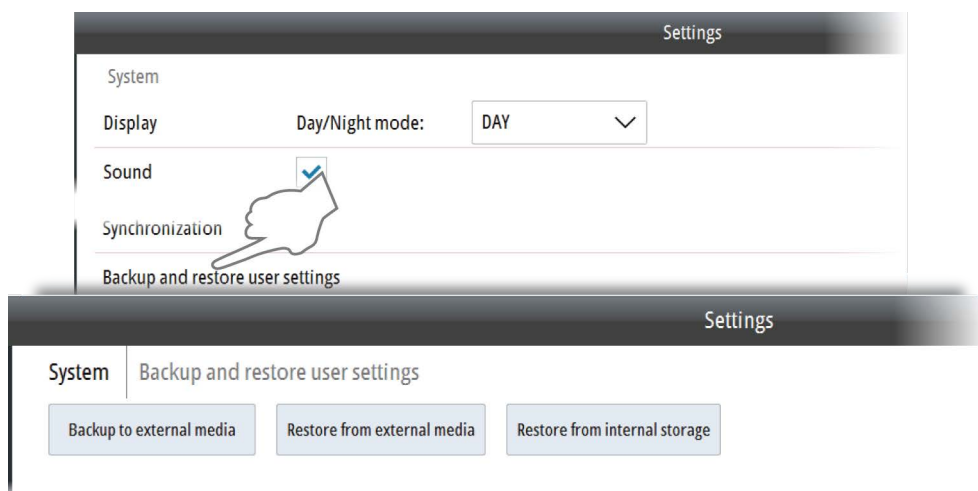 Settings
System
Display Day/Night mode: DAY
Sound
Synchronization
Backup and restore user settings
Settings
System Backup and restore user settings
Backup to external media Restore from external media Restore from internal storage